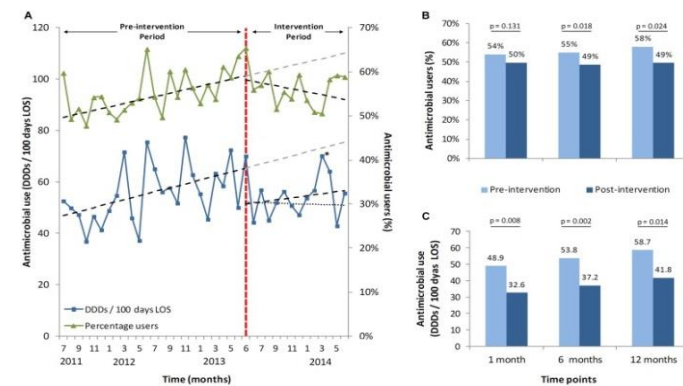 A
Pre-intervention
Period
Intervention
Period
120
100
80
60
40
20
0
Antimicrobial use (DDDs / 100 days LOS)
70%
60%
50%
40%
30%
20%
10%
0%
Antimicrobial users (%)
*
DDDs / 100 days LOS
Percentage users
7 9 11 1 3 5 7 9 11 1 3 5 7 9 11 1 3 5 6 7 9 11 1 3 5
2011 2012 2013 2014
Time (months)
B
70%
60%
50%
40%
30%
20%
10%
0%
Antimicrobial users (%)
p = 0.131 p = 0.018 p = 0.024
54% 50% 55% 49% 58% 49%
Pre-intervention Post-intervention
C
70
60
50
40
30
20
10
0
Antimicrobial use
(DDDs / 100 dyas LOS)
p = 0.008 p = 0.002 p = 0.014
48.9 32.6 53.8 37.2 58.7 41.8
1 month 6 months 12 months
Time points